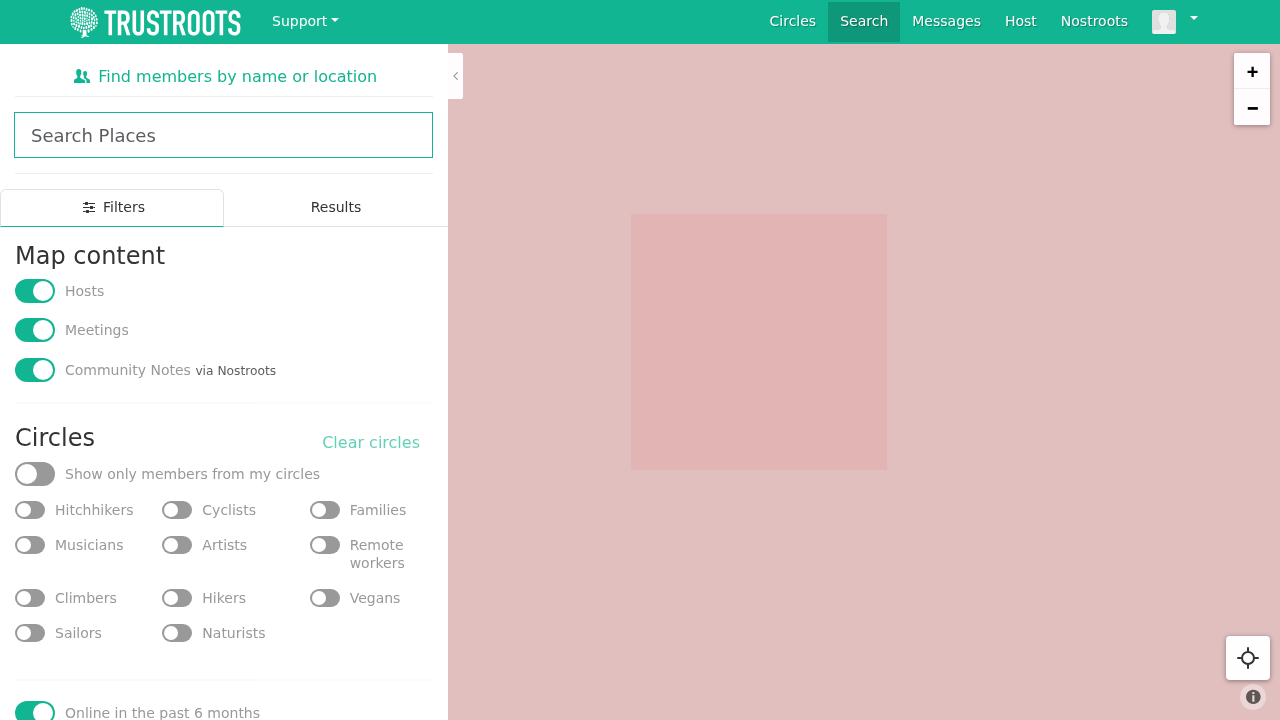 TRUSTROOTS
Support
Circles
Search
Messages
Host
Nostroots
Find members by name or location
Search Places
Filters
Results
Map content
Hosts
Meetings
Community Notes via Nostroots
Circles
Clear circles
Show only members from my circles
Hitchhikers
Cyclists
Families
Musicians
Artists
Remote
workers
Climbers
Hikers
Vegans
Sailors
Naturists
Online in the past 6 months
+
−